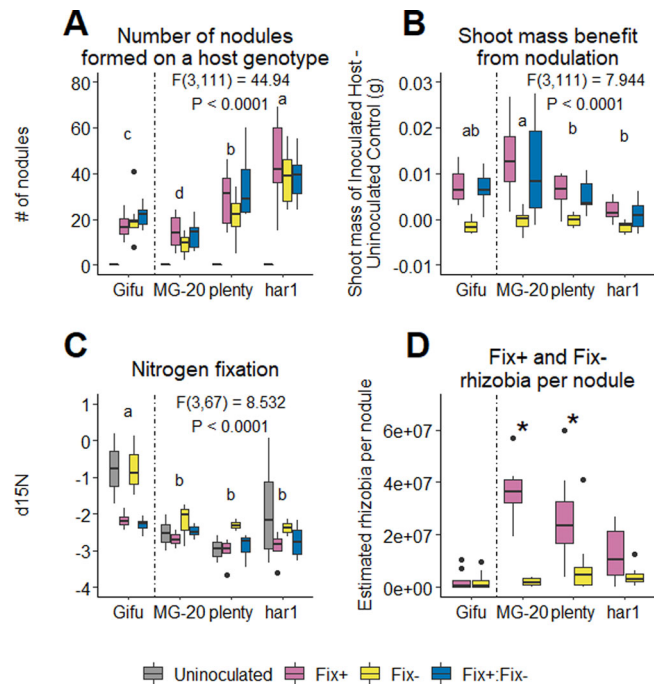 A
Number of nodules
formed on a host genotype
F(3,111) = 44.94
P < 0.0001
# of nodules
80
60
40
20
0
c
d
b
a
Gifu MG-20 plenty har1
B
Shoot mass benefit
from nodulation
F(3,111) = 7.944
P < 0.0001
Shoot mass of Inoculated Host -
Uninoculated Control (g)
0.03
0.02
0.01
0.00
-0.01
ab
a
b
b
Gifu MG-20 plenty har1
C
Nitrogen fixation
F(3,67) = 8.532
P < 0.0001
d15N
1
0
-1
-2
-3
-4
a
b
b
b
Gifu MG-20 plenty har1
D
Fix+ and Fix-
rhizobia per nodule
Estimated rhizobia per nodule
6e+07
4e+07
2e+07
0e+00
*
*
Gifu MG-20 plenty har1
Uninoculated Fix+ Fix- Fix+:Fix-